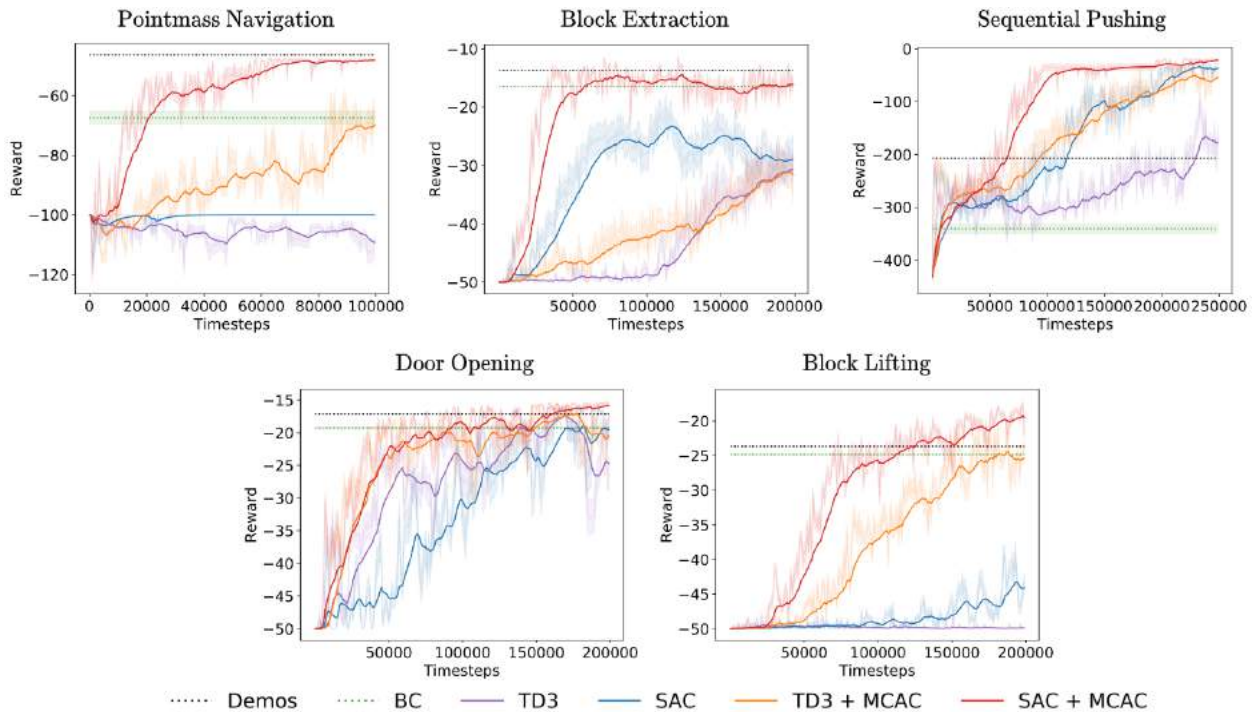 Pointmass Navigation
−60
−80
−100
−120
Reward
0 20000 40000 60000 80000 100000
Timesteps
Block Extraction
−10
−20
−30
−40
−50
Reward
50000 100000 150000 200000
Timesteps
Sequential Pushing
0
−100
−200
−300
−400
Reward
50000 100000 150000 200000 250000
Timesteps
Door Opening
−15
−20
−25
−30
−35
−40
−45
−50
Reward
50000 100000 150000 200000
Timesteps
Block Lifting
−20
−25
−30
−35
−40
−45
−50
Reward
50000 100000 150000 200000
Timesteps
Demos BC TD3 SAC TD3 + MCAC SAC + MCAC